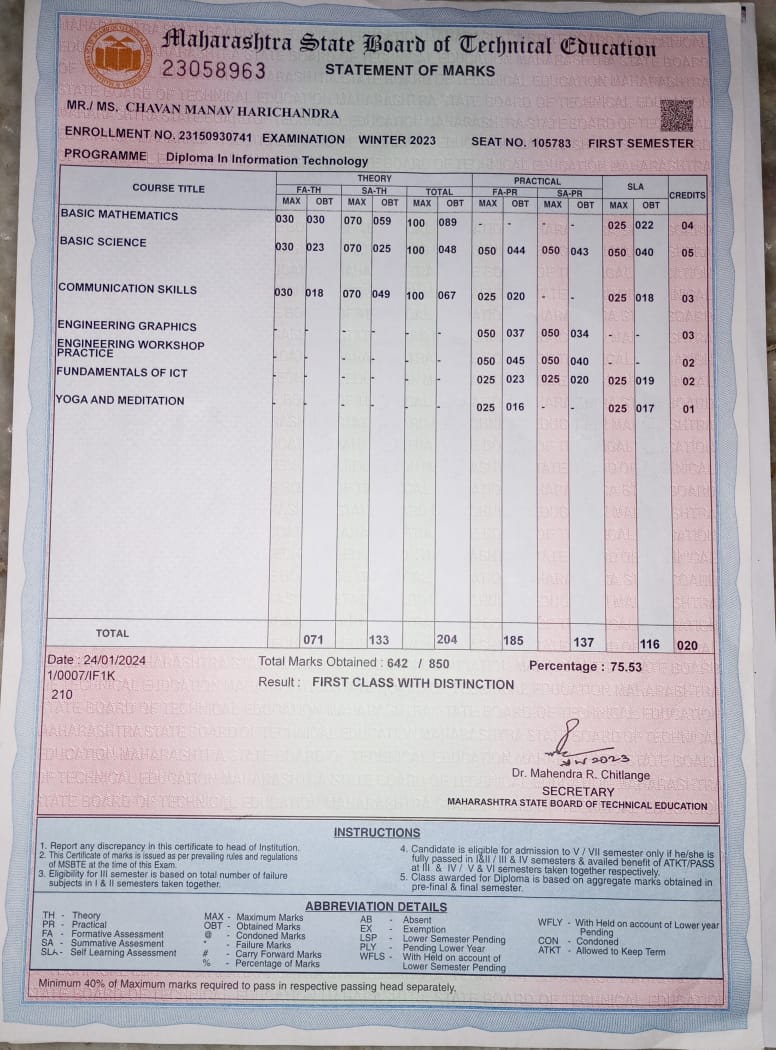 Maharashtra State Board of Technical Education
23058963 STATEMENT OF MARKS
MR./ MS. CHAVAN MANAV HARICHANDRA
ENROLLMENT NO. 23150930741 EXAMINATION WINTER 2023 SEAT NO. 105783 FIRST SEMESTER
PROGRAMME Diploma In Information Technology
COURSE TITLE THEORY PRACTICAL SLA CREDITS
FA-TH SA-TH TOTAL FA-PR SA-PR
MAX OBT MAX OBT MAX OBT MAX OBT MAX OBT MAX OBT
BASIC MATHEMATICS 030 030 070 059 100 089 - - - - 025 022 04
BASIC SCIENCE 030 023 070 025 100 048 050 044 050 043 050 040 05
COMMUNICATION SKILLS 030 018 070 049 100 067 025 020 - - 025 018 03
ENGINEERING GRAPHICS - - - - - - 050 037 050 034 - - 03
ENGINEERING WORKSHOP
PRACTICE - - - - - - 050 045 050 040 - - 02
FUNDAMENTALS OF ICT - - - - - - 025 023 025 020 025 019 02
YOGA AND MEDITATION - - - - - - 025 016 - - 025 017 01
TOTAL 071 133 204 185 137 116 020
Date : 24/01/2024 Total Marks Obtained : 642 / 850 Percentage : 75.53
1/0007/IF1K Result : FIRST CLASS WITH DISTINCTION
210
2023
Dr. Mahendra R. Chitlange
SECRETARY
MAHARASHTRA STATE BOARD OF TECHNICAL EDUCATION
INSTRUCTIONS
1. Report any discrepancy in this certificate to head of Institution.
2. This Certificate of marks is issued as per prevailing rules and regulations
of MSBTE at the time of this Exam.
3. Eligibility for III semester is based on total number of failure
subjects in I & II semesters taken together.
4. Candidate is eligible for admission to V / VII semester only if he/she is
fully passed in I&II / III & IV semesters & availed benefit of ATKT/PASS
at III & IV / V & VI semesters taken together respectively.
5. Class awarded for Diploma is based on aggregate marks obtained in
pre-final & final semester.
ABBREVIATION DETAILS
TH - Theory
PR - Practical
FA - Formative Assessment
SA - Summative Assesment
SLA - Self Learning Assessment
MAX - Maximum Marks
OBT - Obtained Marks
@ - Condoned Marks
* - Failure Marks
# - Carry Forward Marks
% - Percentage of Marks
AB - Absent
EX - Exemption
LSP - Lower Semester Pending
PLY - Pending Lower Year
WFLS - With Held on account of
Lower Semester Pending
WFLY - With Held on account of Lower year
Pending
CON - Condoned
ATKT - Allowed to Keep Term
Minimum 40% of Maximum marks required to pass in respective passing head separately.